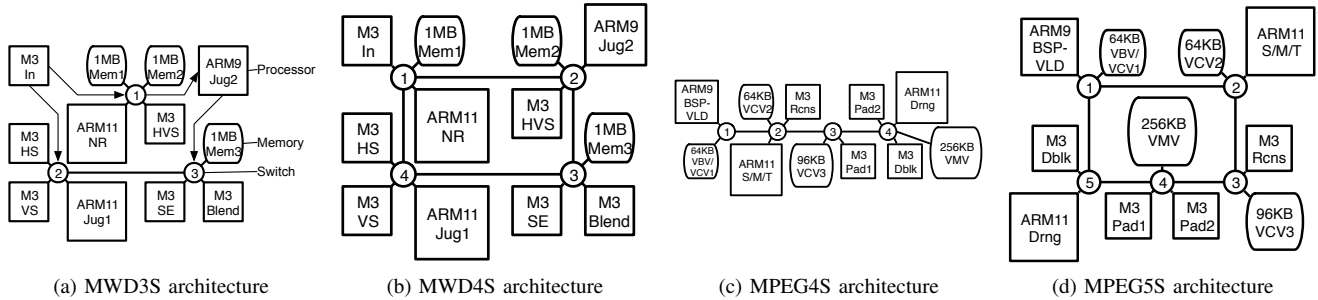 M3
In
1MB
Mem1
1MB
Mem2
ARM9
Jug2
Processor
1
ARM11
NR
M3
HVS
M3
HS
1MB
Mem3
Memory
2
3
Switch
M3
VS
ARM11
Jug1
M3
SE
M3
Blend
(a) MWD3S architecture
M3
In
1MB
Mem1
1MB
Mem2
ARM9
Jug2
1
2
ARM11
NR
M3
HVS
M3
HS
1MB
Mem3
4
3
M3
VS
ARM11
Jug1
M3
SE
M3
Blend
(b) MWD4S architecture
ARM9
BSP-
VLD
64KB
VCV2
M3
Rcns
M3
Pad2
ARM11
Drng
1
2
3
4
64KB
VBV/
VCV1
ARM11
S/M/T
96KB
VCV3
M3
Pad1
M3
Dblk
256KB
VMV
(c) MPEG4S architecture
ARM9
BSP-
VLD
64KB
VBV/
VCV1
64KB
VCV2
ARM11
S/M/T
1
2
256KB
VMV
M3
Dblk
M3
Rcns
5
4
3
ARM11
Drng
M3
Pad1
M3
Pad2
96KB
VCV3
(d) MPEG5S architecture